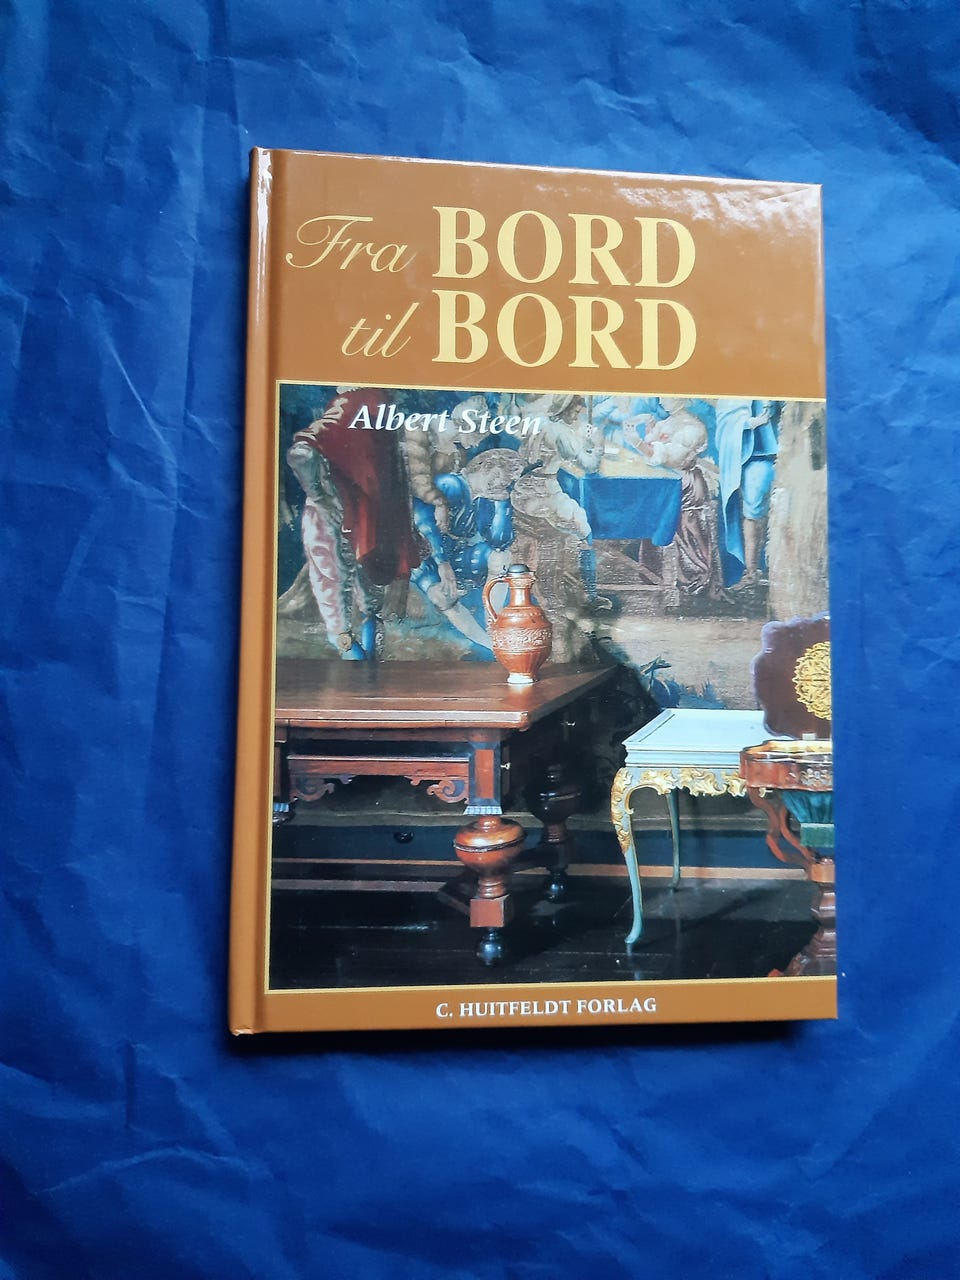 Fra BORD
til BORD
Albert Steen
C. HUITFELDT FORLAG